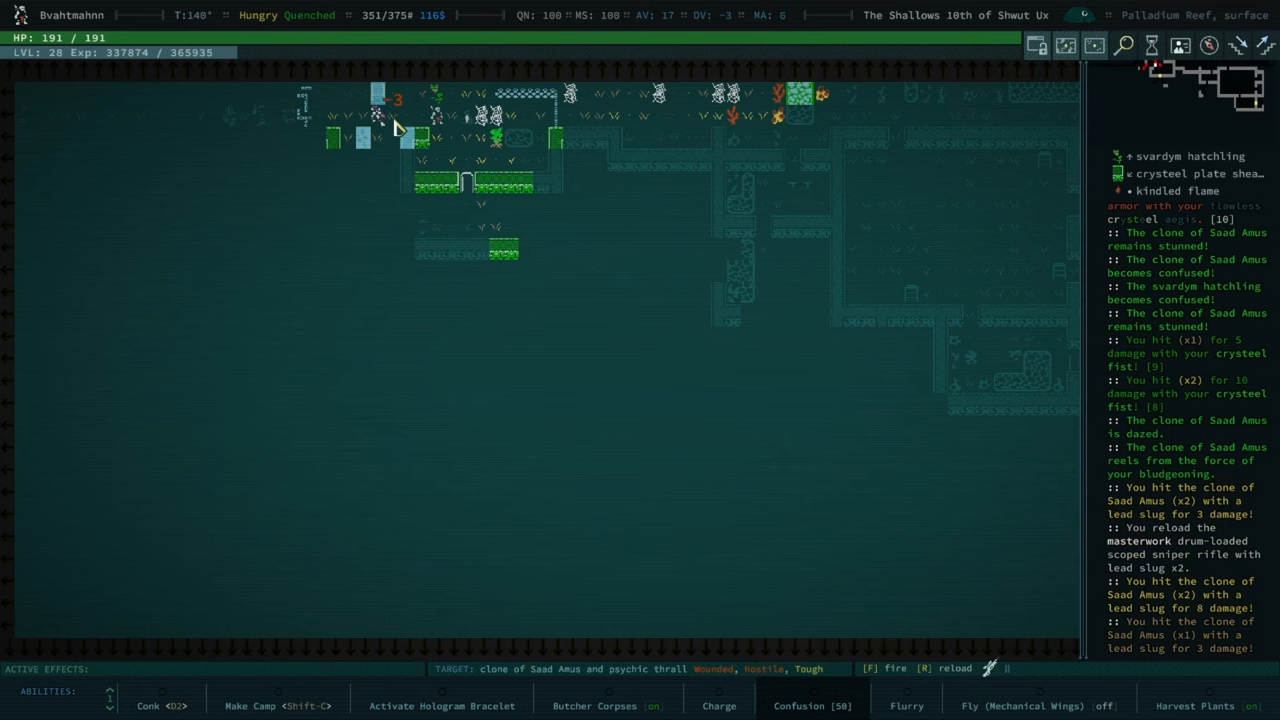 Bvahtmahnn T:140° Hungry Quenched :: 351/375# 116$ QN: 100 :: MS: 100 :: AV: 17 :: DV: -3 :: MA: 6 The Shallows 10th of Shwut Ux :: Palladium Reef, surface
HP: 191 / 191
LVL: 28 Exp: 337874 / 365935
-3
svardym hatchling
crysteel plate shea…
kindled flame
armor with your flawless
crysteel aegis. [10]
:: The clone of Saad Amus
remains stunned!
:: The clone of Saad Amus
becomes confused!
:: The svardym hatchling
becomes confused!
:: The clone of Saad Amus
remains stunned!
:: You hit (x1) for 5
damage with your crysteel
fist! [9]
:: You hit (x2) for 10
damage with your crysteel
fist! [8]
:: The clone of Saad Amus
is dazed.
:: The clone of Saad Amus
reels from the force of
your bludgeoning.
:: You hit the clone of
Saad Amus (x2) with a
lead slug for 3 damage!
:: You reload the
masterwork drum-loaded
scoped sniper rifle with
lead slug x2.
:: You hit the clone of
Saad Amus (x2) with a
lead slug for 8 damage!
:: You hit the clone of
Saad Amus (x1) with a
lead slug for 3 damage!
ACTIVE EFFECTS: TARGET: clone of Saad Amus and psychic thrall Wounded, Hostile, Tough [F] fire [R] reload
ABILITIES: 1 Conk <D2> Make Camp <Shift-C> Activate Hologram Bracelet Butcher Corpses [on] Charge Confusion [50] Flurry Fly (Mechanical Wings) [off] Harvest Plants [on]